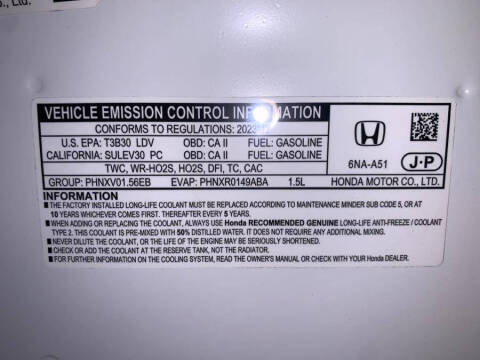 ., Ltd.
VEHICLE EMISSION CONTROL INFORMATION
CONFORMS TO REGULATIONS: 2023
U.S. EPA: T3B30 LDV OBD: CA II FUEL: GASOLINE
CALIFORNIA: SULEV30 PC OBD: CA II FUEL: GASOLINE
TWC, WR-HO2S, HO2S, DFI, TC, CAC
GROUP: PHNXV01.56EB EVAP: PHNXR0149ABA 1.5L
6NA-A51 J·P
HONDA MOTOR CO., LTD.
INFORMATION
■ THE FACTORY INSTALLED LONG-LIFE COOLANT MUST BE REPLACED ACCORDING TO MAINTENANCE MINDER SUB CODE 5, OR AT
10 YEARS WHICHEVER COMES FIRST. THEREAFTER EVERY 5 YEARS.
■ WHEN ADDING OR REPLACING THE COOLANT, ALWAYS USE Honda RECOMMENDED GENUINE LONG-LIFE ANTI-FREEZE / COOLANT
TYPE 2. THIS COOLANT IS PRE-MIXED WITH 50% DISTILLED WATER. IT DOES NOT REQUIRE ANY ADDITIONAL MIXING.
■ NEVER DILUTE THE COOLANT, OR THE LIFE OF THE ENGINE MAY BE SERIOUSLY SHORTENED.
■ CHECK OR ADD THE COOLANT AT THE RESERVE TANK, NOT THE RADIATOR.
■ FOR FURTHER INFORMATION ON THE COOLING SYSTEM, READ THE OWNER'S MANUAL OR CHECK WITH YOUR Honda DEALER.